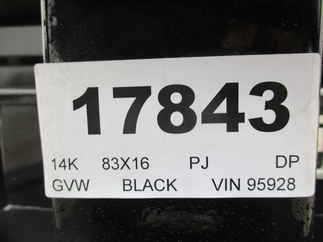 17843
14K 83X16 PJ DP
GVW BLACK VIN 95928